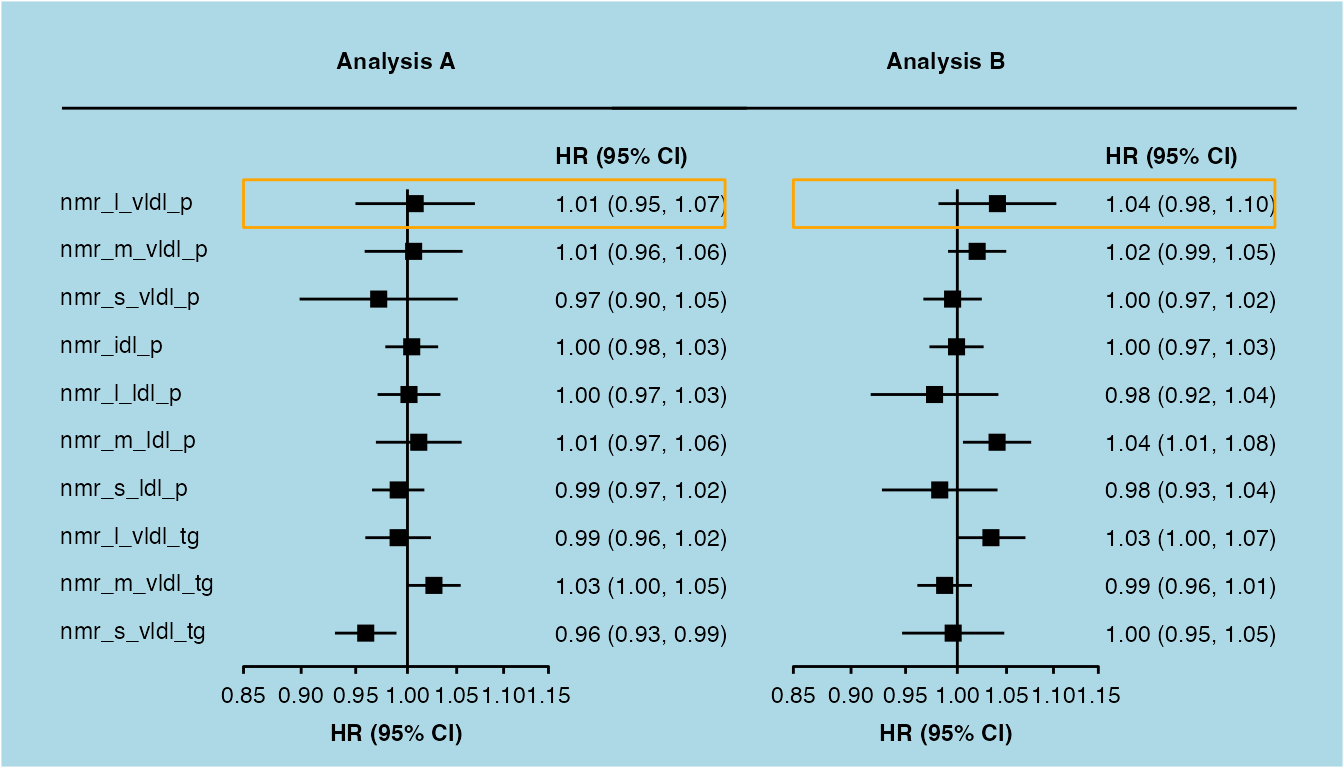 Analysis A Analysis B
HR (95% CI) HR (95% CI)
nmr_l_vldl_p 1.01 (0.95, 1.07) 1.04 (0.98, 1.10)
nmr_m_vldl_p 1.01 (0.96, 1.06) 1.02 (0.99, 1.05)
nmr_s_vldl_p 0.97 (0.90, 1.05) 1.00 (0.97, 1.02)
nmr_idl_p 1.00 (0.98, 1.03) 1.00 (0.97, 1.03)
nmr_l_ldl_p 1.00 (0.97, 1.03) 0.98 (0.92, 1.04)
nmr_m_ldl_p 1.01 (0.97, 1.06) 1.04 (1.01, 1.08)
nmr_s_ldl_p 0.99 (0.97, 1.02) 0.98 (0.93, 1.04)
nmr_l_vldl_tg 0.99 (0.96, 1.02) 1.03 (1.00, 1.07)
nmr_m_vldl_tg 1.03 (1.00, 1.05) 0.99 (0.96, 1.01)
nmr_s_vldl_tg 0.96 (0.93, 0.99) 1.00 (0.95, 1.05)
0.85 0.90 0.95 1.00 1.05 1.10 1.15 0.85 0.90 0.95 1.00 1.05 1.10 1.15
HR (95% CI) HR (95% CI)